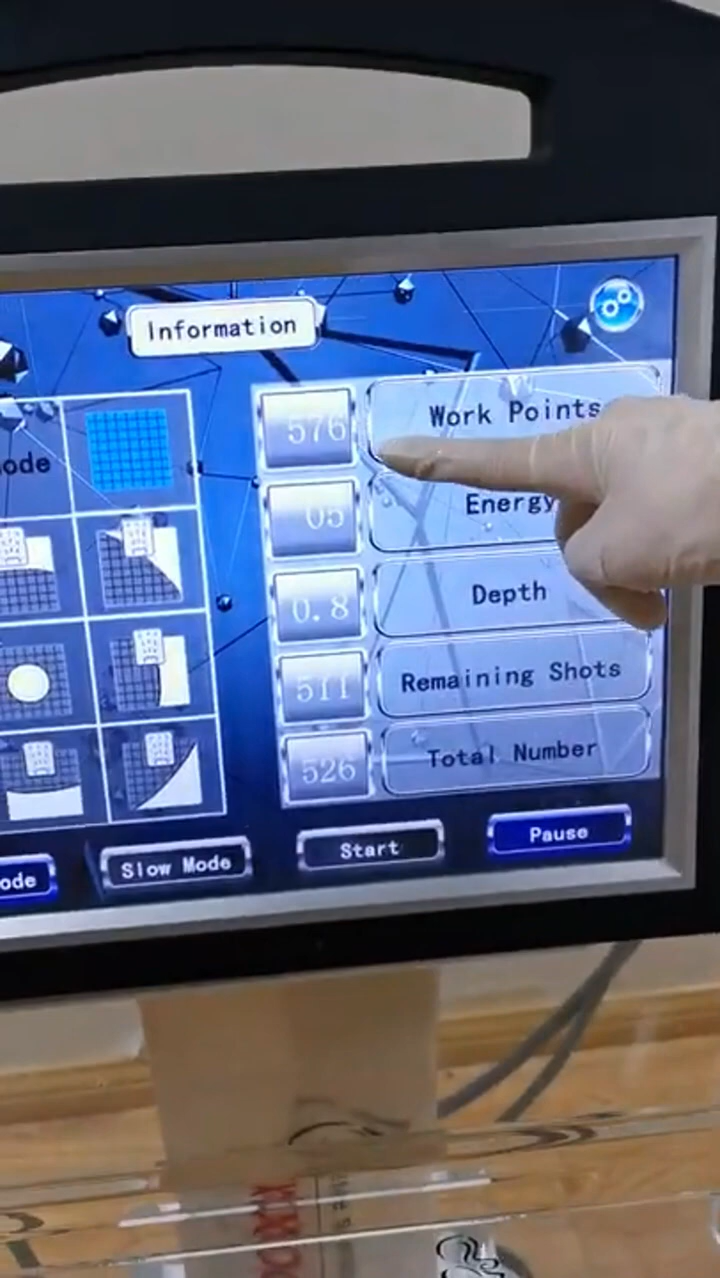 Information
ode
576
Work Points
05
Energy
0.8
Depth
511
Remaining Shots
526
Total Number
ode
Slow Mode
Start
Pause